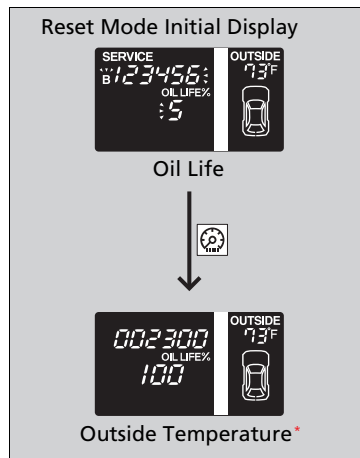 Reset Mode Initial Display
SERVICE OUTSIDE
B123456 73°F
OIL LIFE%
5
Oil Life
002300 OUTSIDE
73°F
OIL LIFE%
100
Outside Temperature*